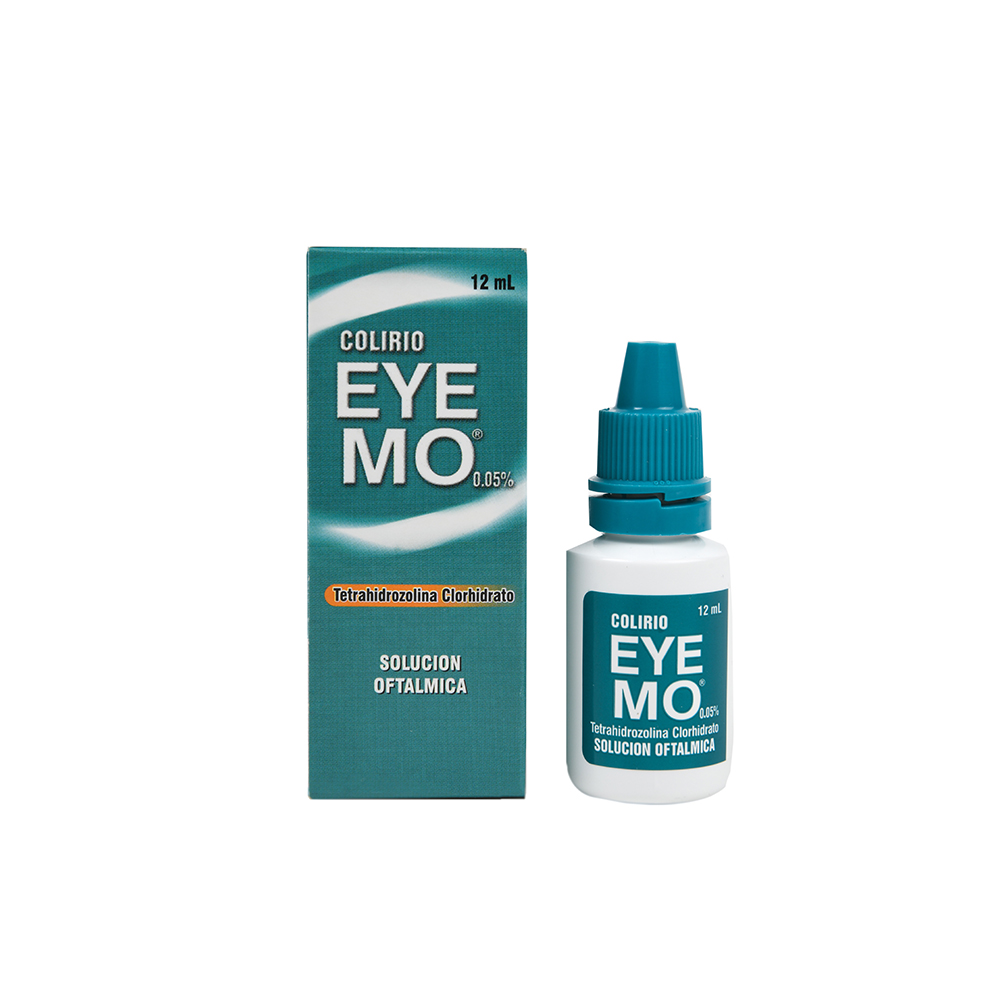 12 mL
COLIRIO
EYE
MO®
0.05%
Tetrahidrozolina Clorhidrato
SOLUCION
OFTALMICA
12 mL
COLIRIO
EYE
MO®
0.05%
Tetrahidrozolina Clorhidrato
SOLUCION OFTALMICA